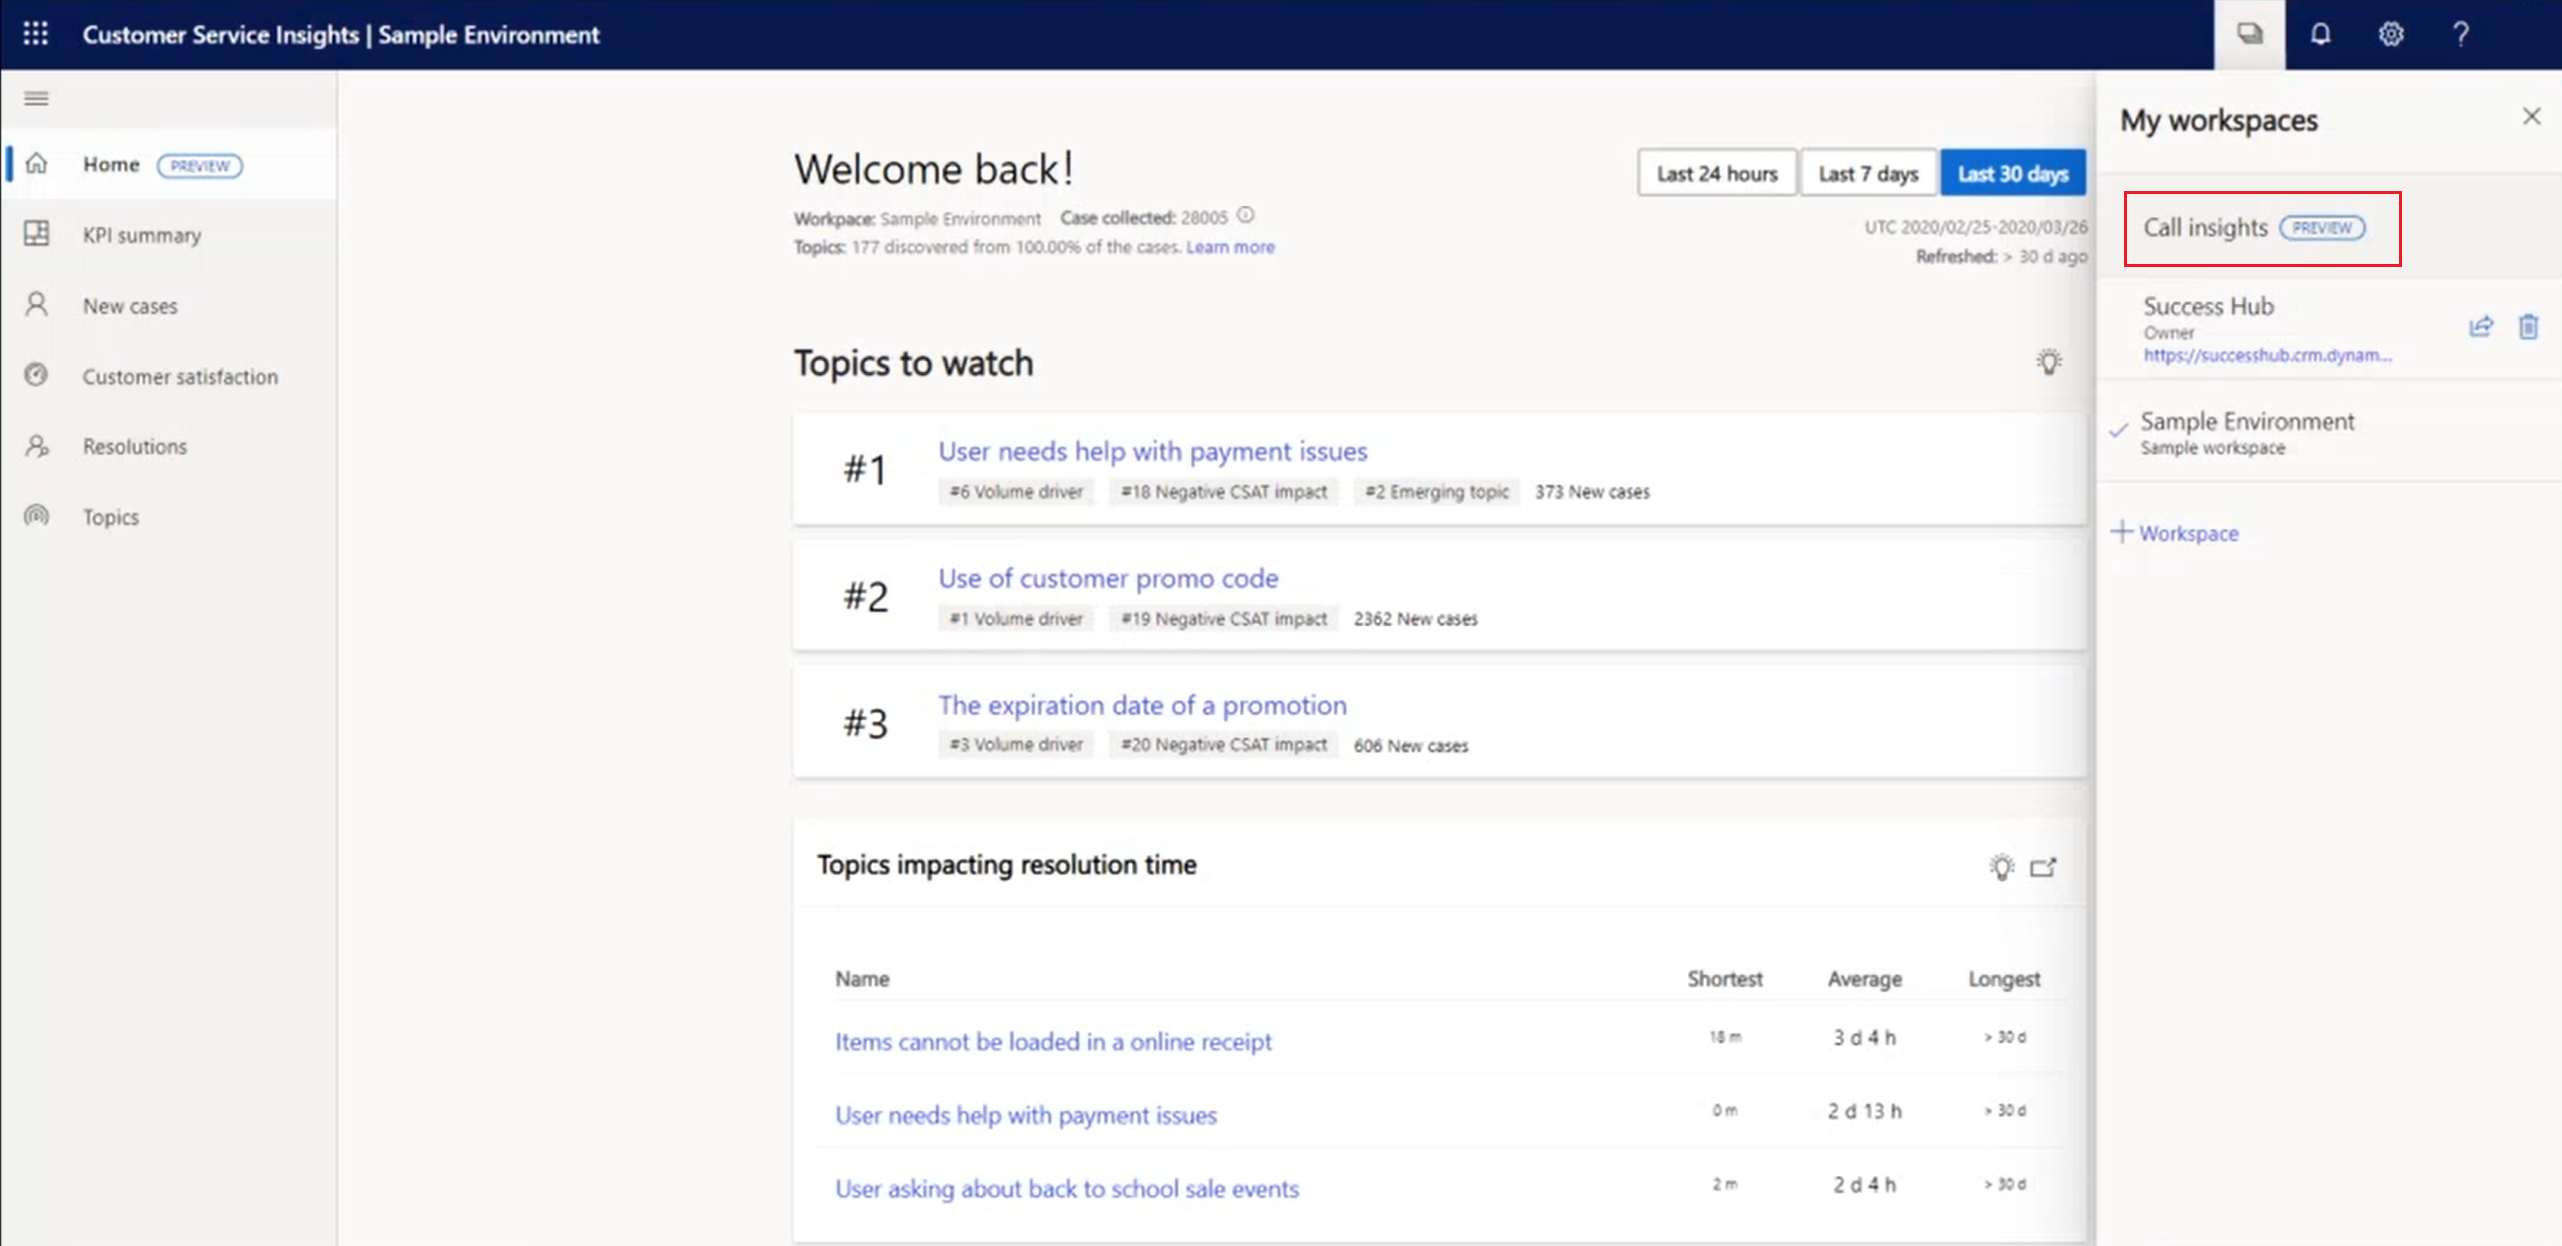 Customer Service Insights | Sample Environment
Home PREVIEW
KPI summary
New cases
Customer satisfaction
Resolutions
Topics
Welcome back!
Workpace: Sample Environment Case collected: 28005
Topics: 177 discovered from 100.00% of the cases. Learn more
Last 24 hours Last 7 days Last 30 days
UTC 2020/02/25-2020/03/26
Refreshed: > 30 d ago
Topics to watch
#1 User needs help with payment issues
#6 Volume driver #18 Negative CSAT impact #2 Emerging topic 373 New cases
#2 Use of customer promo code
#1 Volume driver #19 Negative CSAT impact 2362 New cases
#3 The expiration date of a promotion
#3 Volume driver #20 Negative CSAT impact 606 New cases
Topics impacting resolution time
Name Shortest Average Longest
Items cannot be loaded in a online receipt 18 m 3 d 4 h > 30 d
User needs help with payment issues 0 m 2 d 13 h > 30 d
User asking about back to school sale events 2 m 2 d 4 h > 30 d
My workspaces
Call insights PREVIEW
Success Hub
Owner
https://successhub.crm.dynam...
Sample Environment
Sample workspace
Workspace